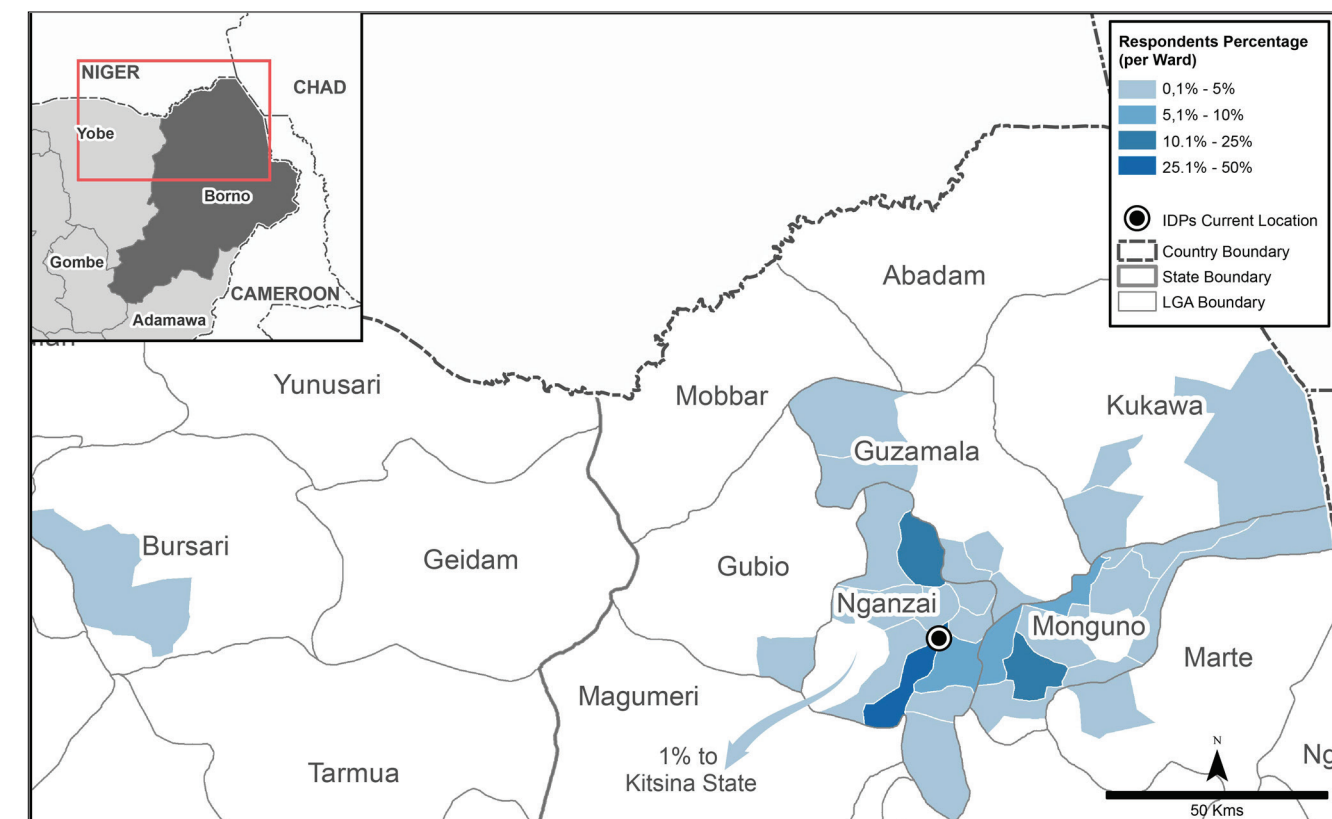 NIGER
CHAD
Yobe
Borno
Gombe
CAMEROON
Adamawa
Respondents Percentage
(per Ward)
0,1% - 5%
5,1% - 10%
10.1% - 25%
25.1% - 50%
IDPs Current Location
Country Boundary
State Boundary
LGA Boundary
Abadam
Yunusari
Mobbar
Kukawa
Guzamala
Bursari
Geidam
Gubio
Nganzai
Monguno
Marte
Magumeri
1% to
Kitsina State
Tarmua
N
Ng
50 Kms